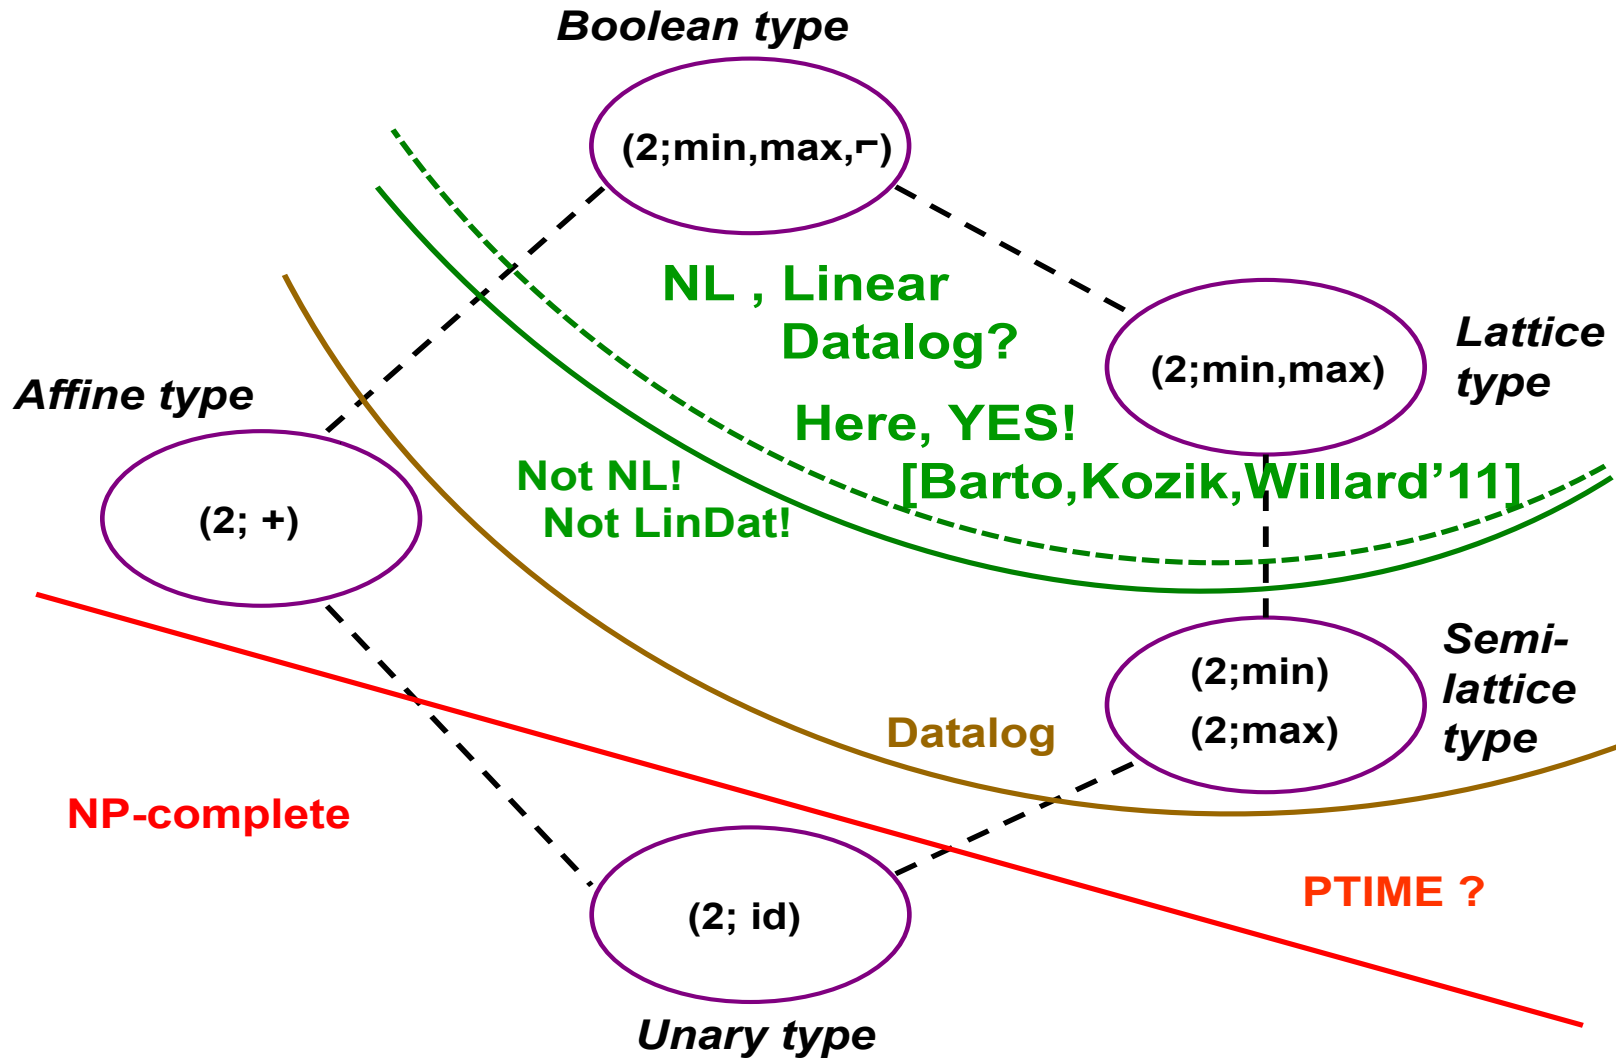 Boolean type
(2;min,max,⌐)
NL , Linear
Datalog?
Lattice
type
(2;min,max)
Affine type
Here, YES!
[Barto,Kozik,Willard’11]
Not NL!
Not LinDat!
(2; +)
Semi-
lattice
type
(2;min)
(2;max)
Datalog
NP-complete
PTIME ?
(2; id)
Unary type